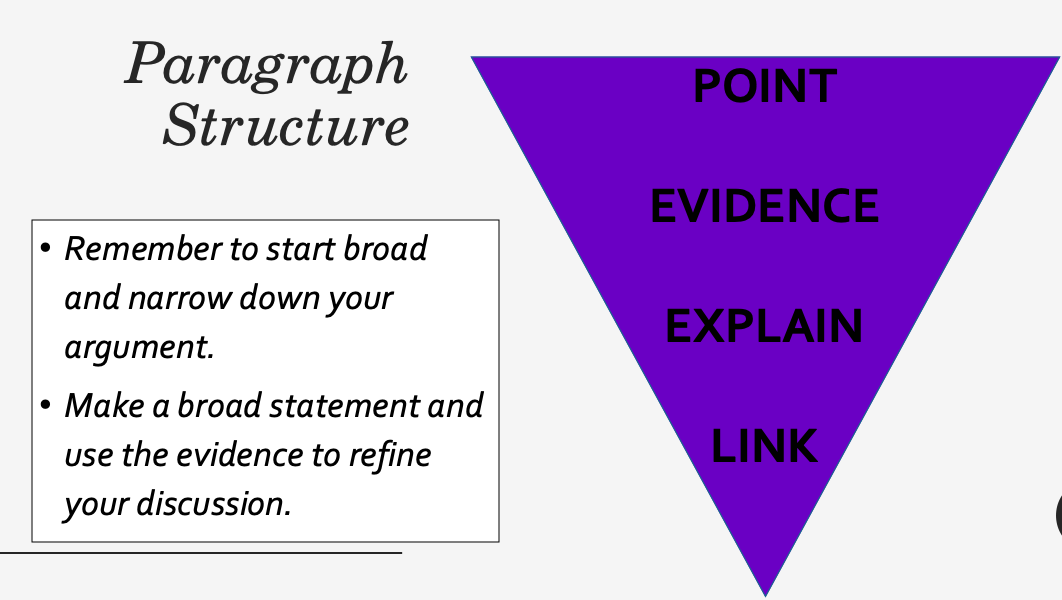 Paragraph
Structure
• Remember to start broad
and narrow down your
argument.
• Make a broad statement and
use the evidence to refine
your discussion.
POINT
EVIDENCE
EXPLAIN
LINK